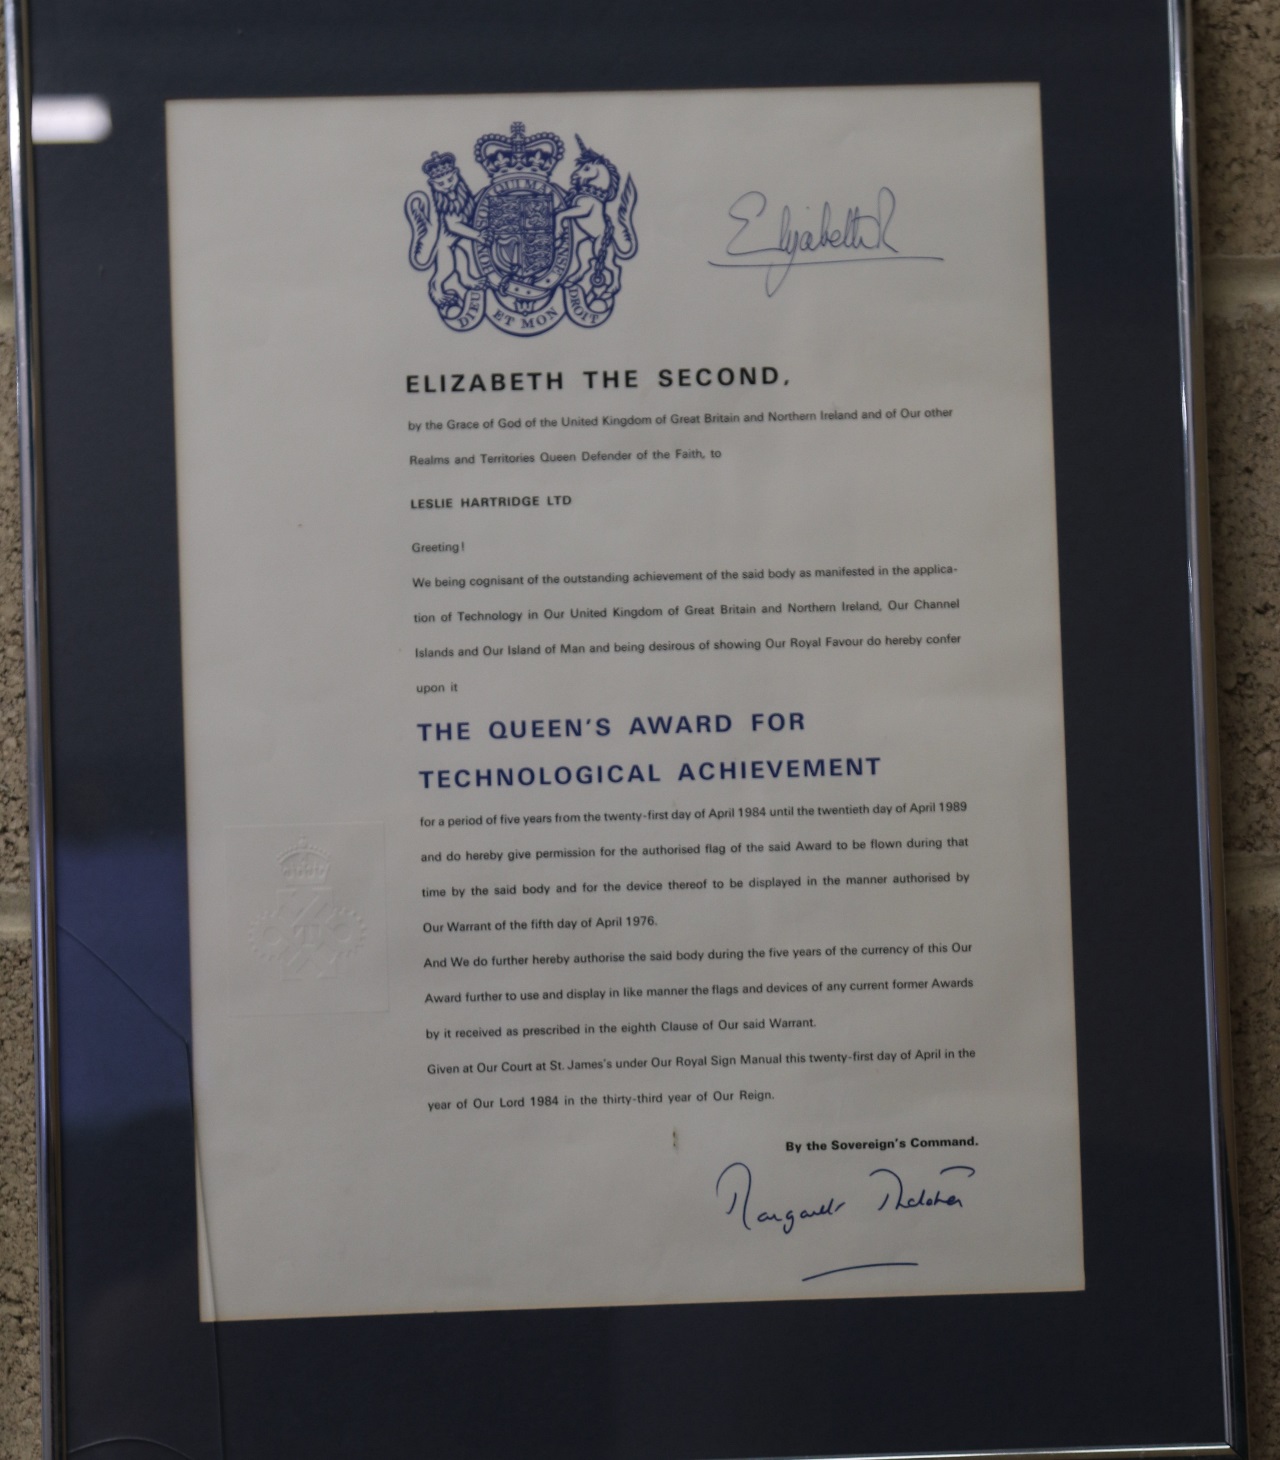 HONI SOIT QUI MAL Y PENSE
DIEU ET MON DROIT
Elizabeth R
ELIZABETH THE SECOND,
by the Grace of God of the United Kingdom of Great Britain and Northern Ireland and of Our other
Realms and Territories Queen Defender of the Faith, to
LESLIE HARTRIDGE LTD
Greeting!
We being cognisant of the outstanding achievement of the said body as manifested in the applica-
tion of Technology in Our United Kingdom of Great Britain and Northern Ireland, Our Channel
Islands and Our Island of Man and being desirous of showing Our Royal Favour do hereby confer
upon it
THE QUEEN'S AWARD FOR
TECHNOLOGICAL ACHIEVEMENT
for a period of five years from the twenty-first day of April 1984 until the twentieth day of April 1989
and do hereby give permission for the authorised flag of the said Award to be flown during that
time by the said body and for the device thereof to be displayed in the manner authorised by
Our Warrant of the fifth day of April 1976.
And We do further hereby authorise the said body during the five years of the currency of this Our
Award further to use and display in like manner the flags and devices of any current former Awards
by it received as prescribed in the eighth Clause of Our said Warrant.
Given at Our Court at St. James's under Our Royal Sign Manual this twenty-first day of April in the
year of Our Lord 1984 in the thirty-third year of Our Reign.
By the Sovereign's Command.
Margaret Thatcher